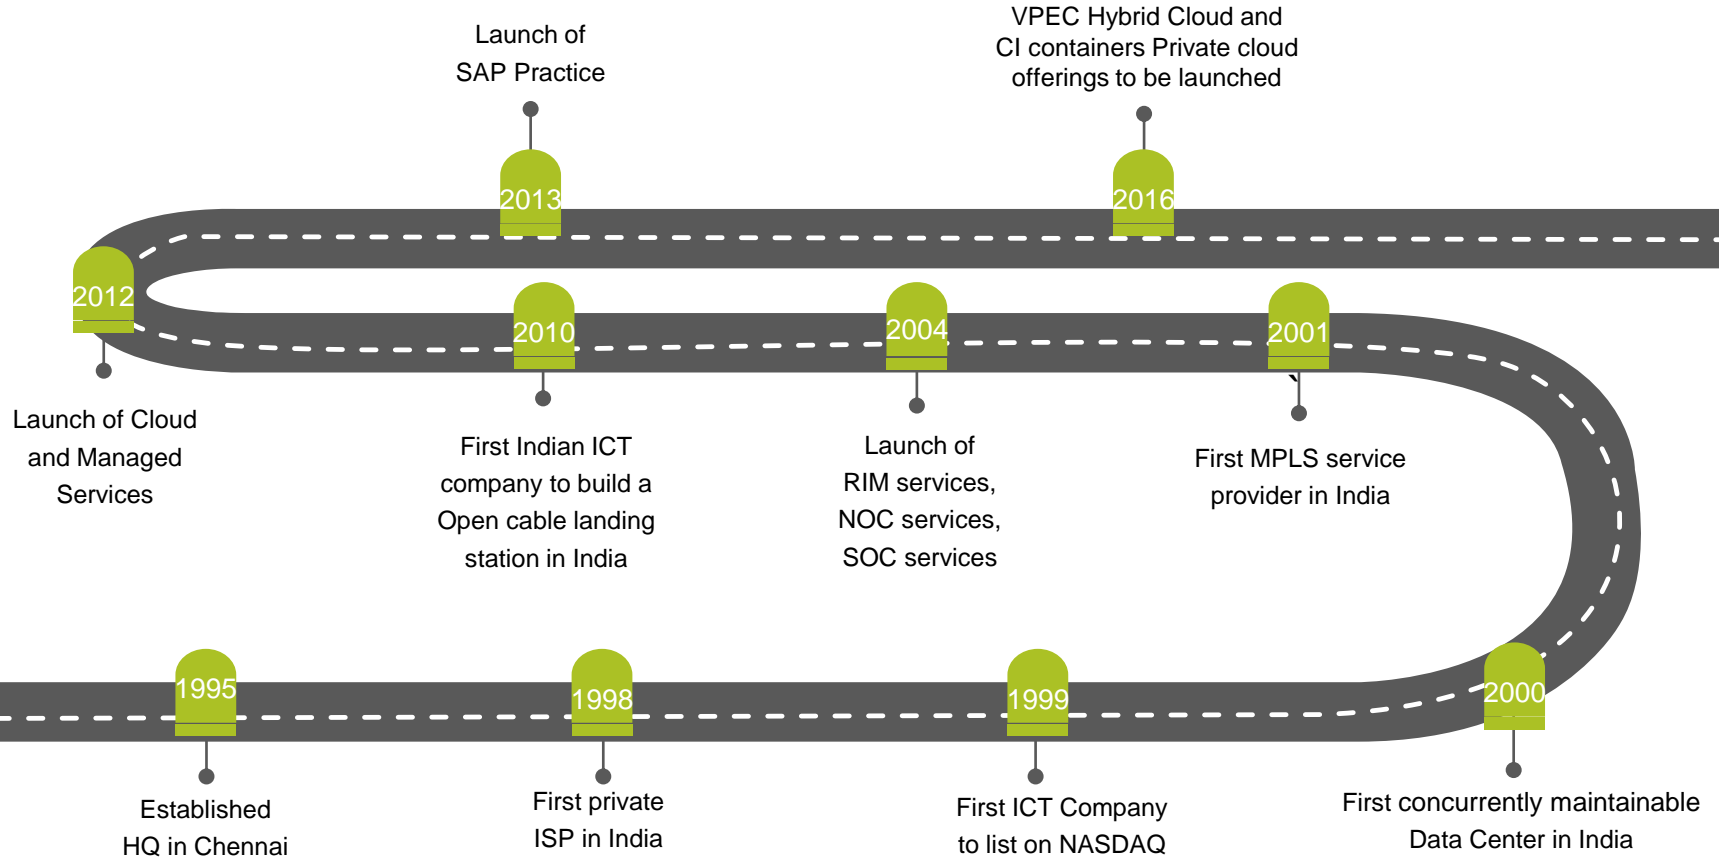 Launch of
SAP Practice
VPEC Hybrid Cloud and
CI containers Private cloud
offerings to be launched
2013
2016
2012
2010
2004
2001
`
Launch of Cloud
and Managed
Services
First Indian ICT
company to build a
Open cable landing
station in India
Launch of
RIM services,
NOC services,
SOC services
First MPLS service
provider in India
1995
1998
1999
2000
Established
HQ in Chennai
First private
ISP in India
First ICT Company
to list on NASDAQ
First concurrently maintainable
Data Center in India